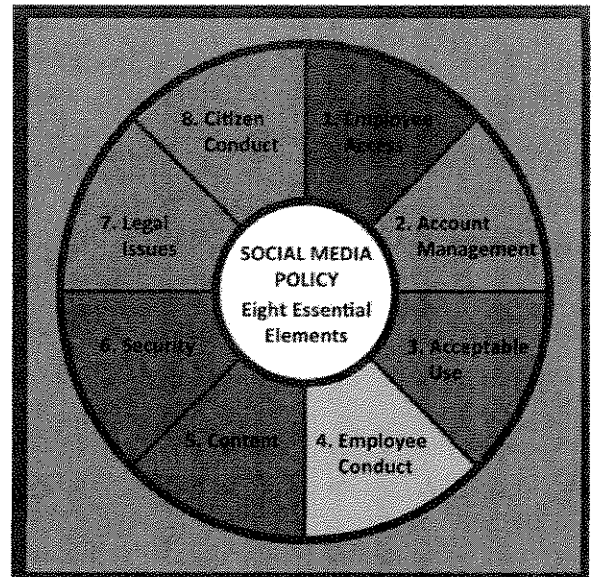 SOCIAL MEDIA
POLICY
Eight Essential
Elements
1. Employee
Access
2. Account
Management
3. Acceptable
Use
4. Employee
Conduct
5. Content
6. Security
7. Legal
Issues
8. Citizen
Conduct